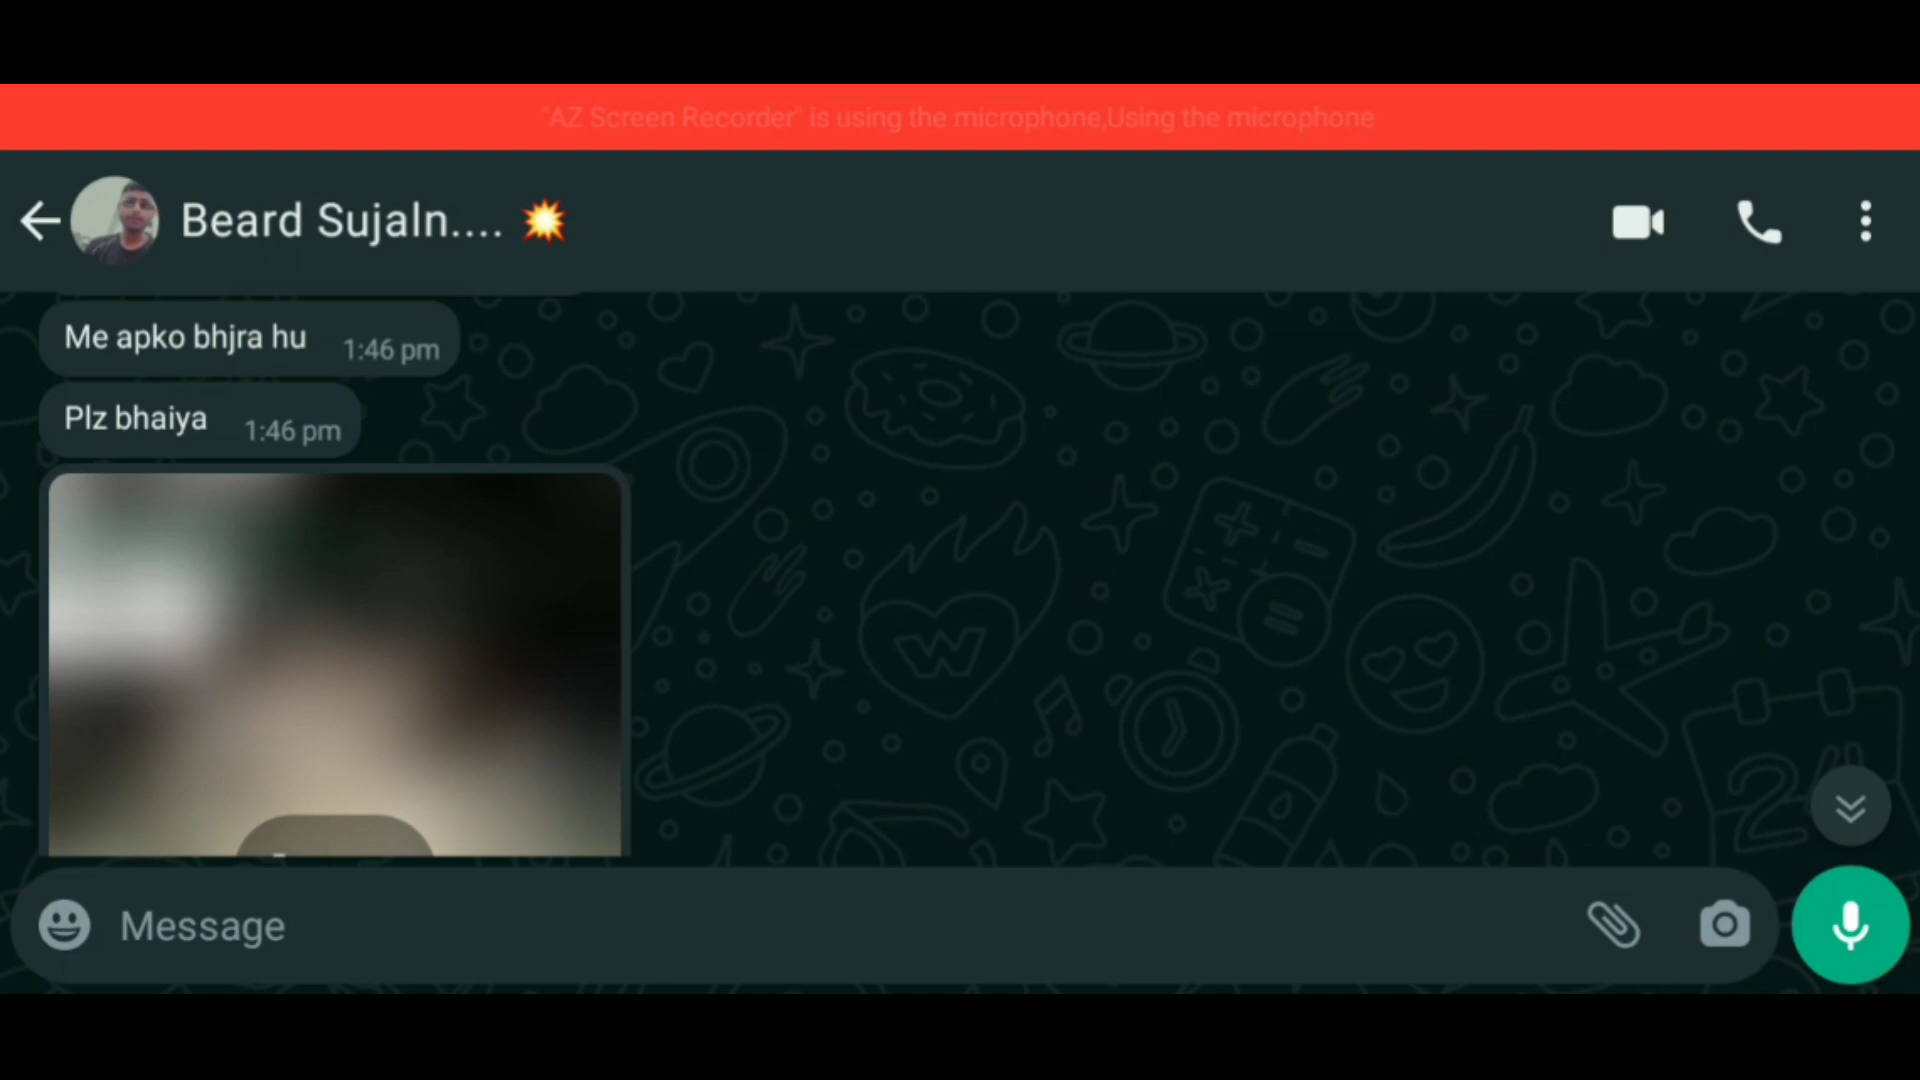 "AZ Screen Recorder" is using the microphone,Using the microphone
Beard Sujaln.... 💥
Me apko bhjra hu 1:46 pm
Plz bhaiya 1:46 pm
Message